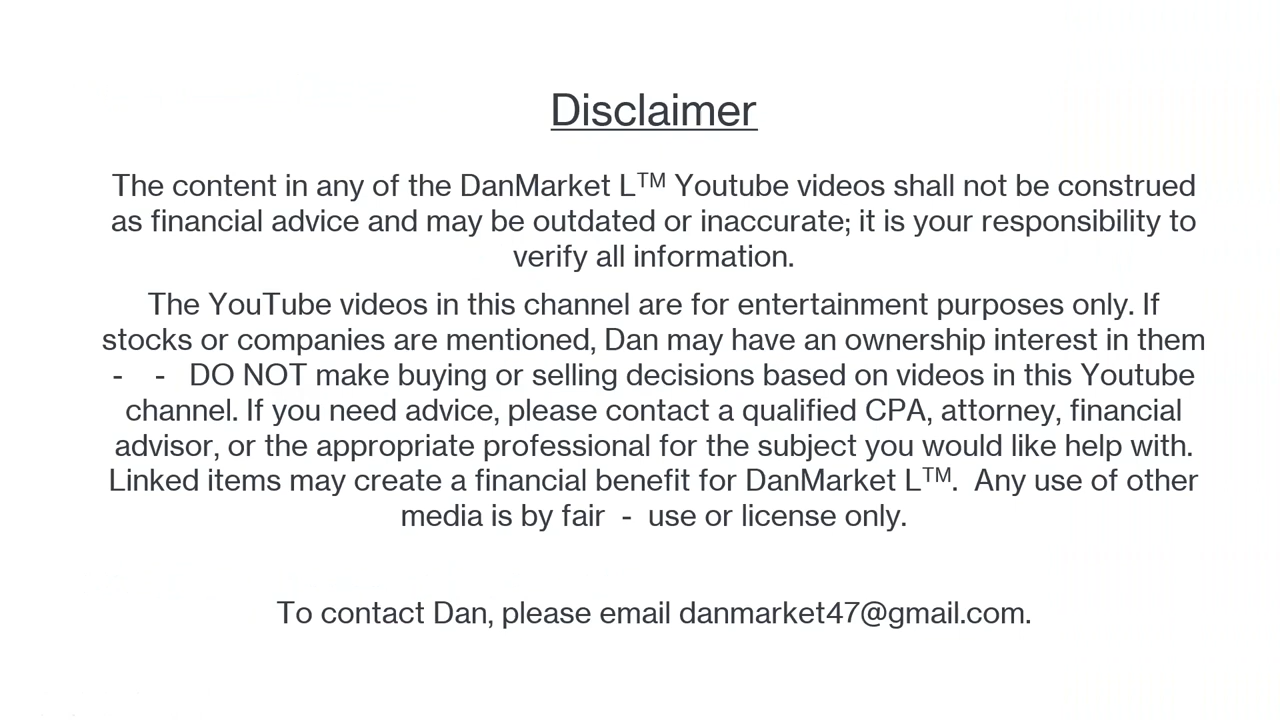 Disclaimer
The content in any of the DanMarket L™ Youtube videos shall not be construed
as financial advice and may be outdated or inaccurate; it is your responsibility to
verify all information.
The YouTube videos in this channel are for entertainment purposes only. If
stocks or companies are mentioned, Dan may have an ownership interest in them
- - DO NOT make buying or selling decisions based on videos in this Youtube
channel. If you need advice, please contact a qualified CPA, attorney, financial
advisor, or the appropriate professional for the subject you would like help with.
Linked items may create a financial benefit for DanMarket L™. Any use of other
media is by fair - use or license only.
To contact Dan, please email danmarket47@gmail.com.